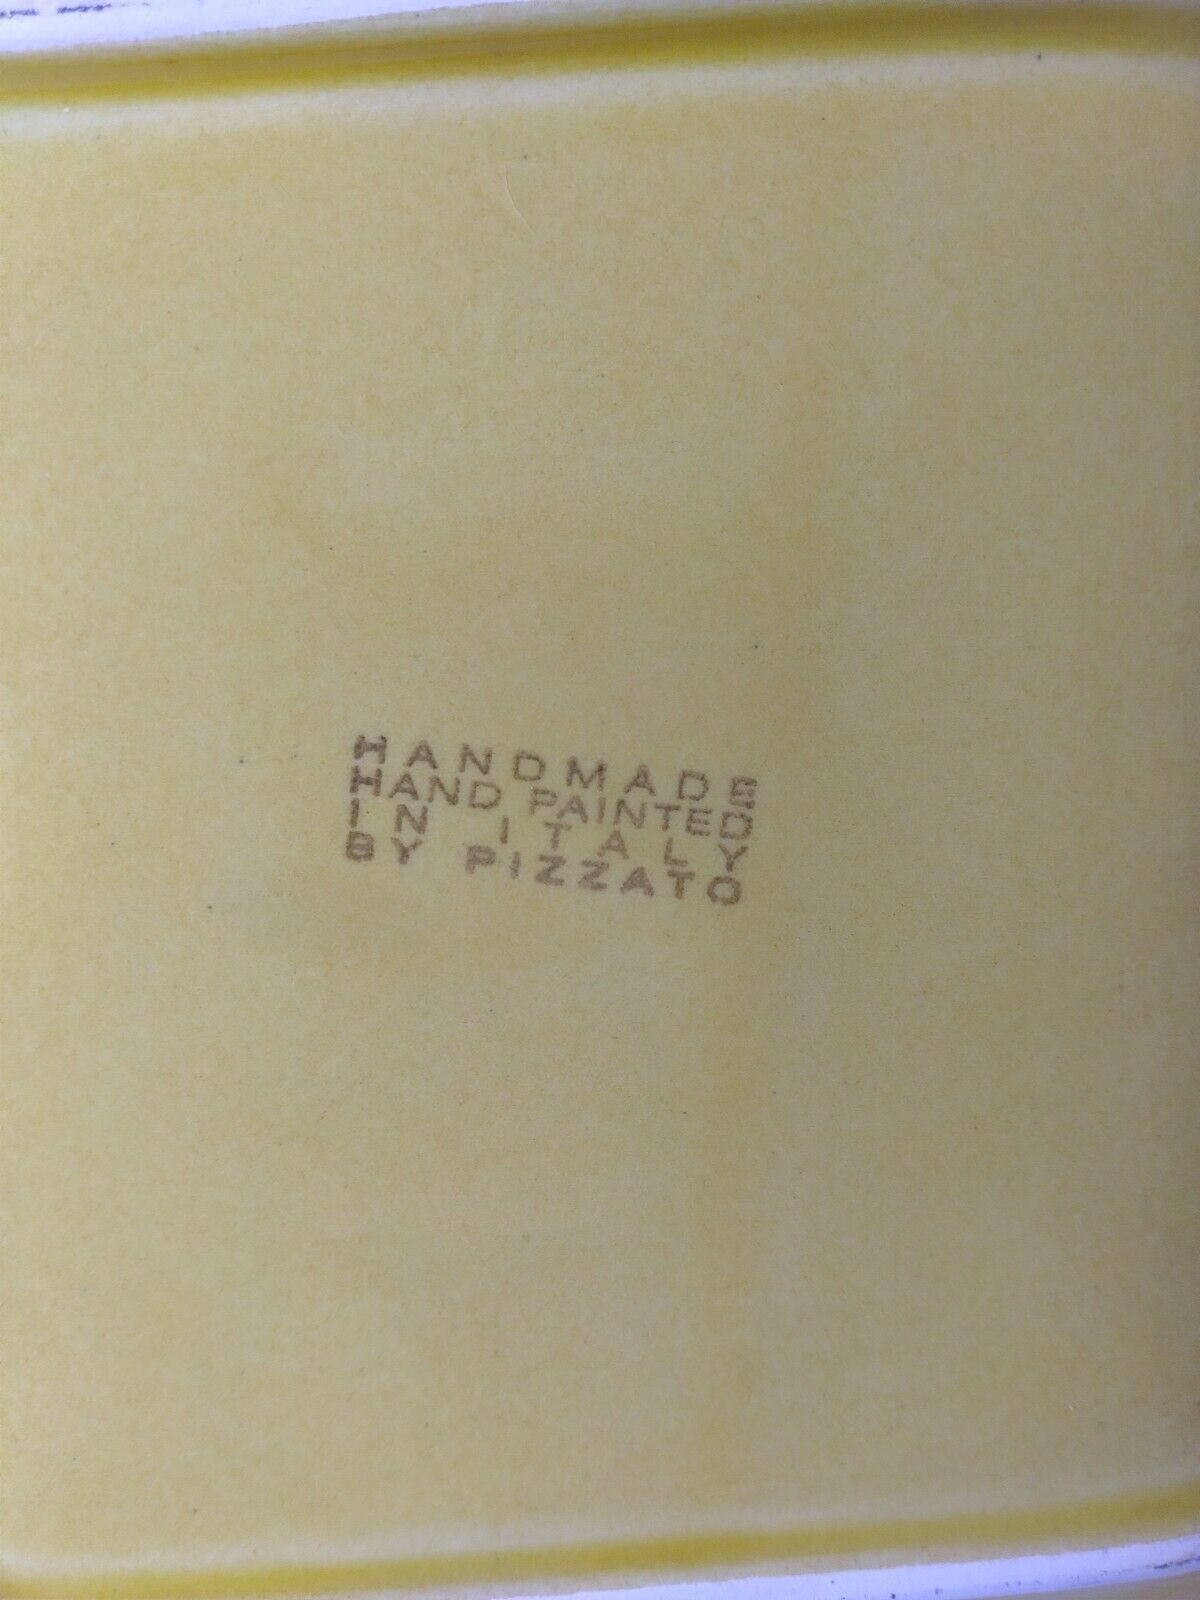 HANDMADE
HAND PAINTED
IN ITALY
BY PIZZATO